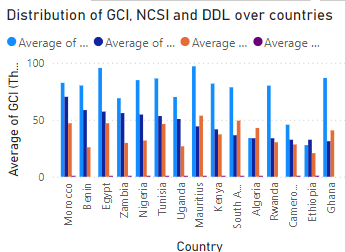 Distribution of GCI, NCSI and DDL over countries
Average of ... Average of ... Average ... Average ...
Average of GCI (Th...
100
50
0
Morocco
Benin
Egypt
Zambia
Nigeria
Tunisia
Uganda
Mauritius
Kenya
South A...
Algeria
Rwanda
Camero...
Ethiopia
Ghana
Country